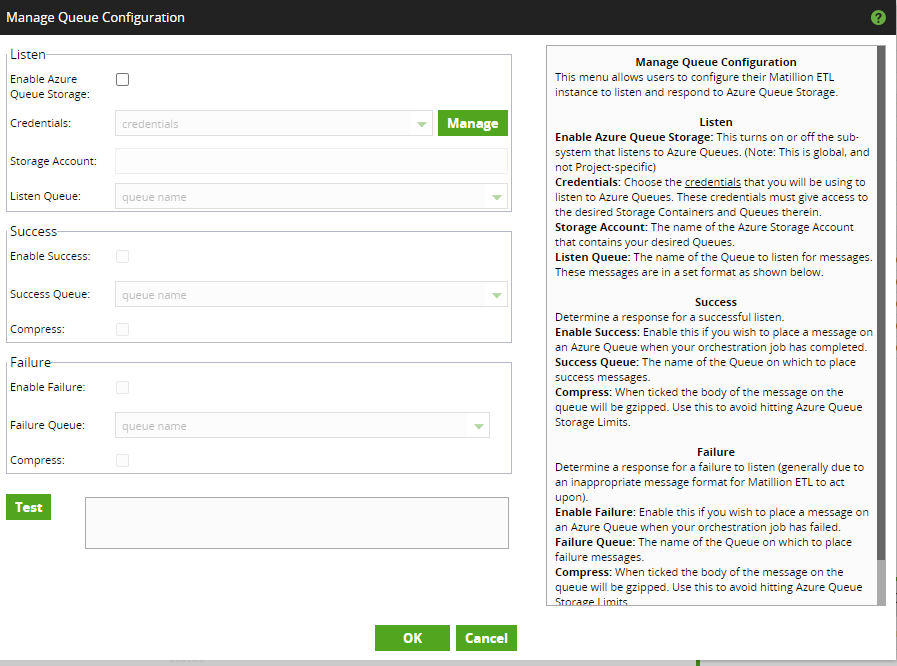 Manage Queue Configuration
?
Listen
Enable Azure
Queue Storage:
Credentials:
credentials
Manage
Storage Account:
Listen Queue:
queue name
Success
Enable Success:
Success Queue:
queue name
Compress:
Failure
Enable Failure:
Failure Queue:
queue name
Compress:
Test
Manage Queue Configuration
This menu allows users to configure their Matillion ETL
instance to listen and respond to Azure Queue Storage.
Listen
Enable Azure Queue Storage: This turns on or off the sub-
system that listens to Azure Queues. (Note: This is global, and
not Project-specific)
Credentials: Choose the credentials that you will be using to
listen to Azure Queues. These credentials must give access to
the desired Storage Containers and Queues therein.
Storage Account: The name of the Azure Storage Account
that contains your desired Queues.
Listen Queue: The name of the Queue to listen for messages.
These messages are in a set format as shown below.
Success
Determine a response for a successful listen.
Enable Success: Enable this if you wish to place a message on
an Azure Queue when your orchestration job has completed.
Success Queue: The name of the Queue on which to place
success messages.
Compress: When ticked the body of the message on the
queue will be gzipped. Use this to avoid hitting Azure Queue
Storage Limits.
Failure
Determine a response for a failure to listen (generally due to
an inappropriate message format for Matillion ETL to act
upon).
Enable Failure: Enable this if you wish to place a message on
an Azure Queue when your orchestration job has failed.
Failure Queue: The name of the Queue on which to place
failure messages.
Compress: When ticked the body of the message on the
queue will be gzipped. Use this to avoid hitting Azure Queue
Storage Limits
OK
Cancel